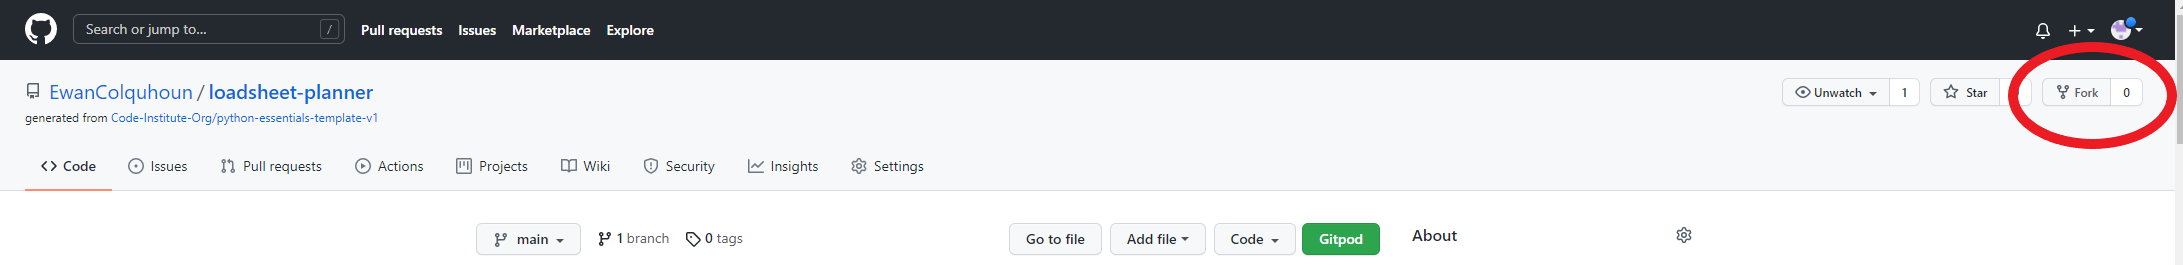 Search or jump to... / Pull requests Issues Marketplace Explore
EwanColquhoun / loadsheet-planner Unwatch 1 Star Fork 0
generated from Code-Institute-Org/python-essentials-template-v1
Code Issues Pull requests Actions Projects Wiki Security Insights Settings
main 1 branch 0 tags Go to file Add file Code Gitpod About